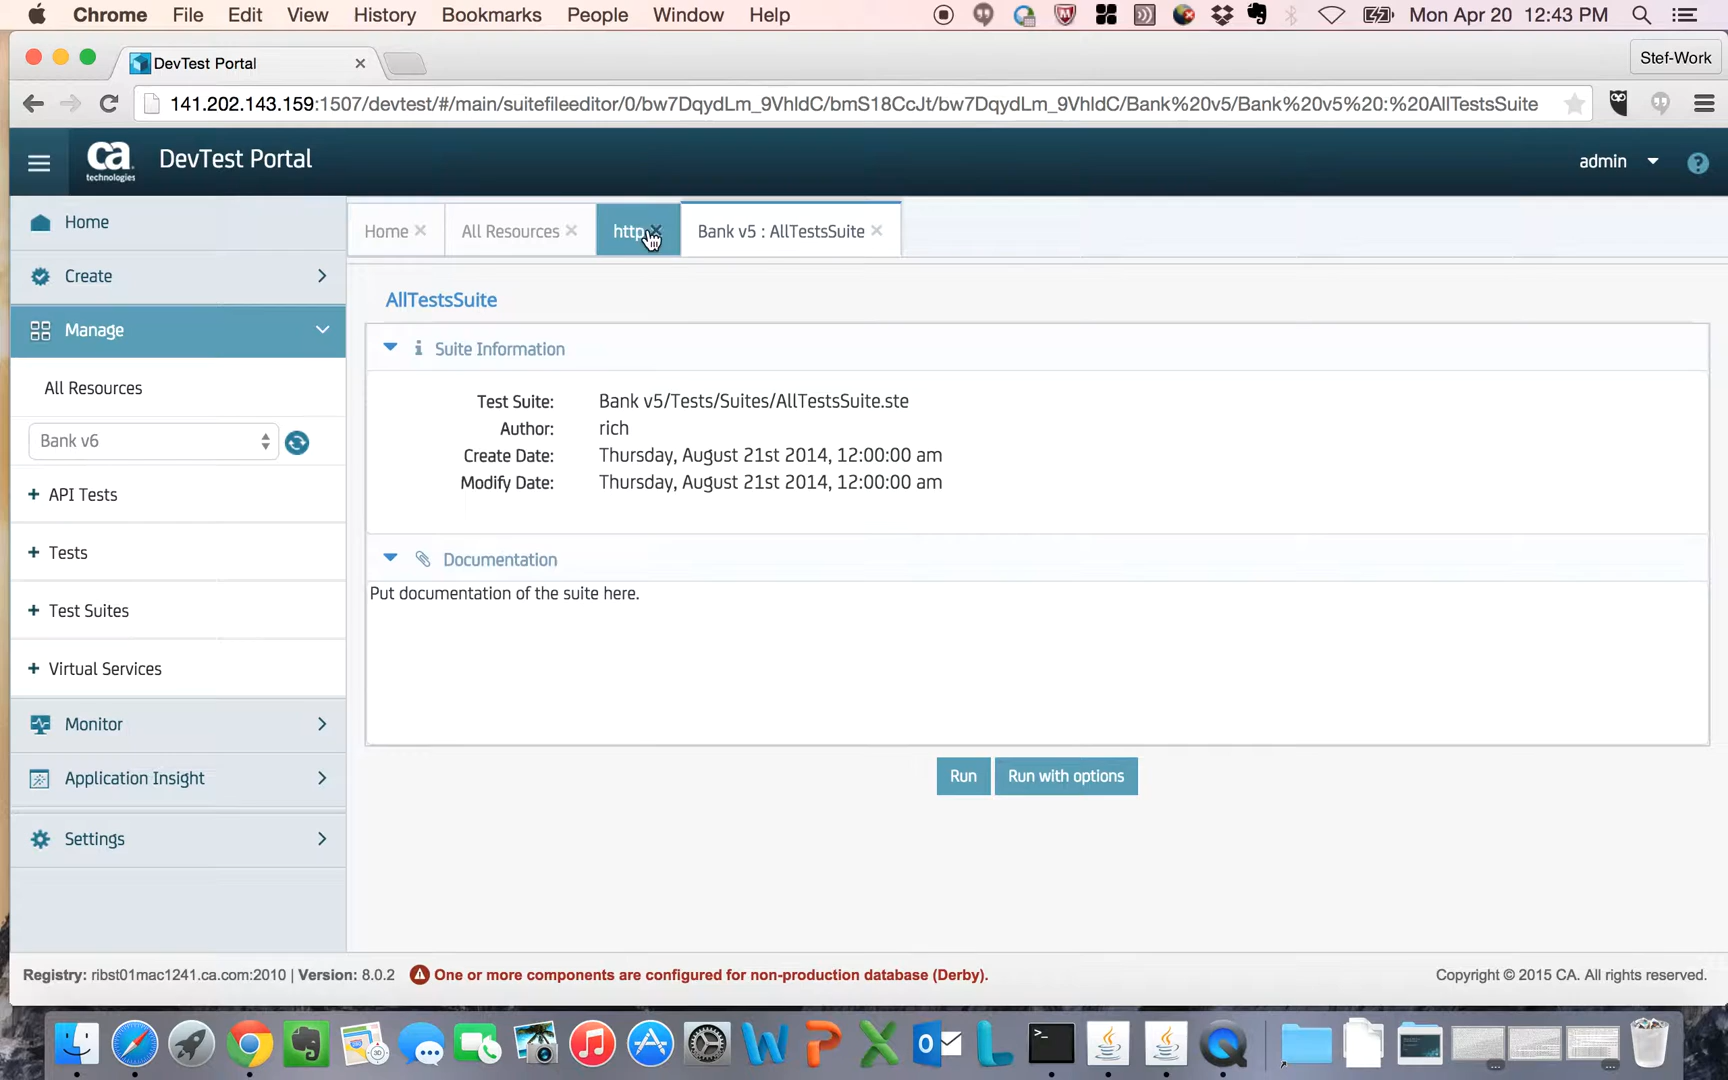 Chrome File Edit View History Bookmarks People Window Help Mon Apr 20 12:43 PM
DevTest Portal Stef-Work
141.202.143.159:1507/devtest/#/main/suitefileeditor/0/bw7DqydLm_9VhldC/bmS18CcJt/bw7DqydLm_9VhldC/Bank%20v5/Bank%20v5%20:%20AllTestsSuite
ca technologies DevTest Portal admin ?
Home
Create
Manage
All Resources
Bank v6
API Tests
Tests
Test Suites
Virtual Services
Monitor
Application Insight
Settings
Home All Resources http Bank v5 : AllTestsSuite
AllTestsSuite
Suite Information
Test Suite: Bank v5/Tests/Suites/AllTestsSuite.ste
Author: rich
Create Date: Thursday, August 21st 2014, 12:00:00 am
Modify Date: Thursday, August 21st 2014, 12:00:00 am
Documentation
Put documentation of the suite here.
Run Run with options
Registry: ribst01mac1241.ca.com:2010 | Version: 8.0.2 One or more components are configured for non-production database (Derby). Copyright © 2015 CA. All rights reserved.